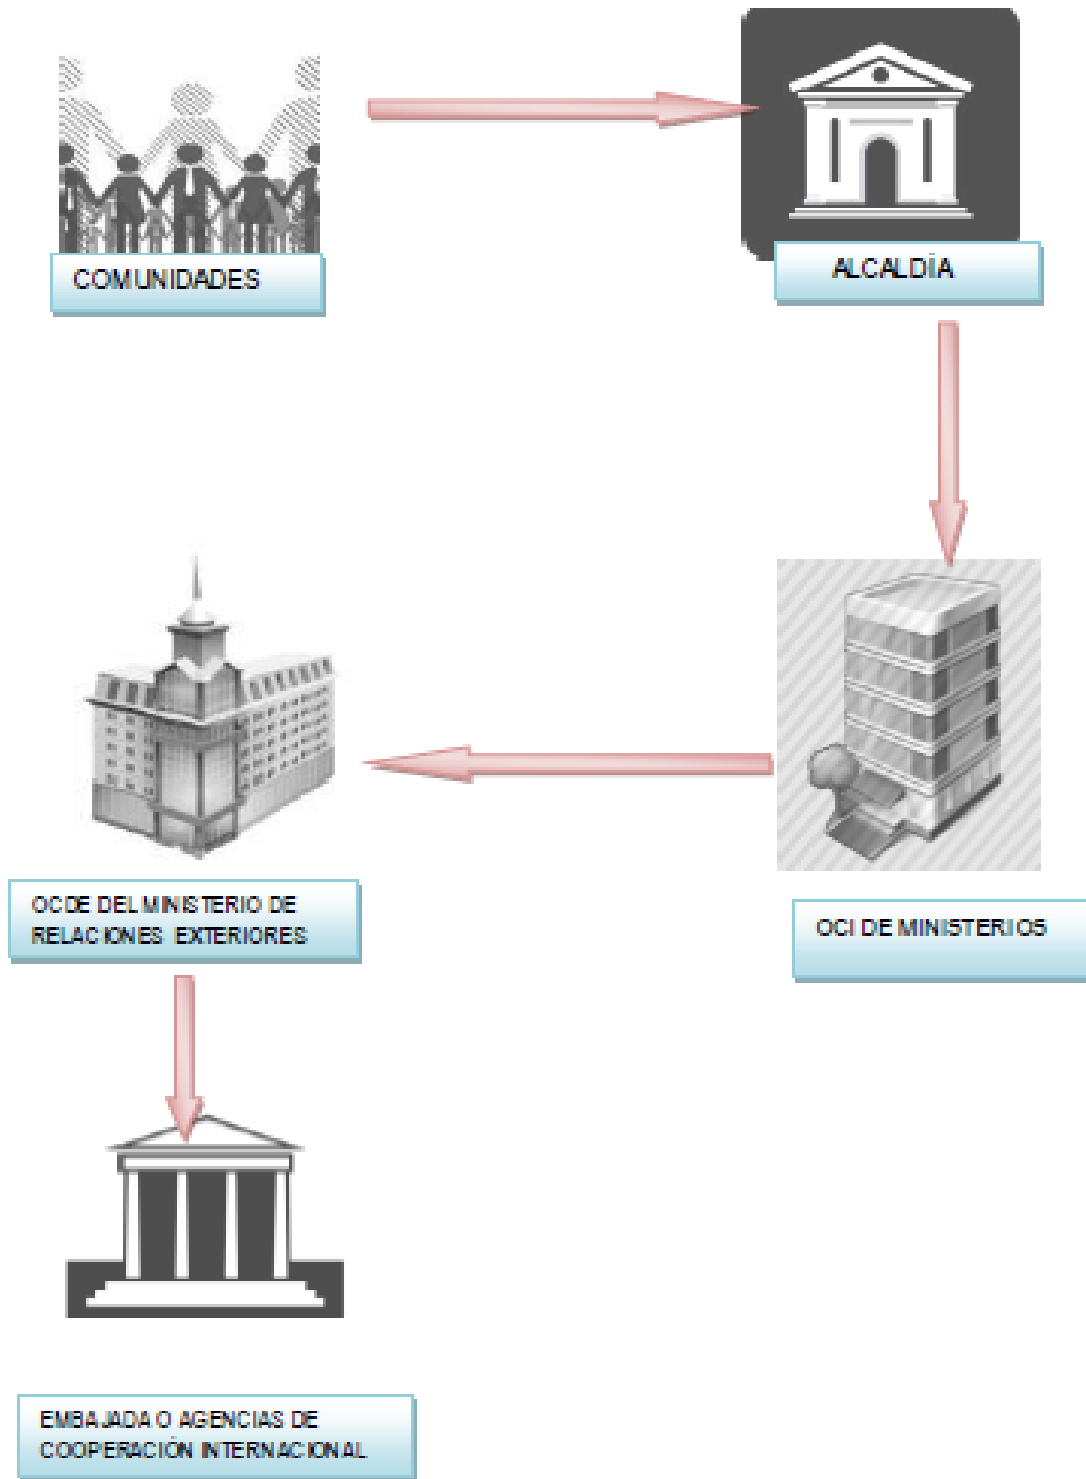 COMUNIDADES
ALCALDÍA
OCDE DEL MINISTERIO DE
RELACIONES EXTERIORES
OCI DE MINISTERIOS
EMBAJADA O AGENCIAS DE
COOPERACIÓN INTERNACIONAL